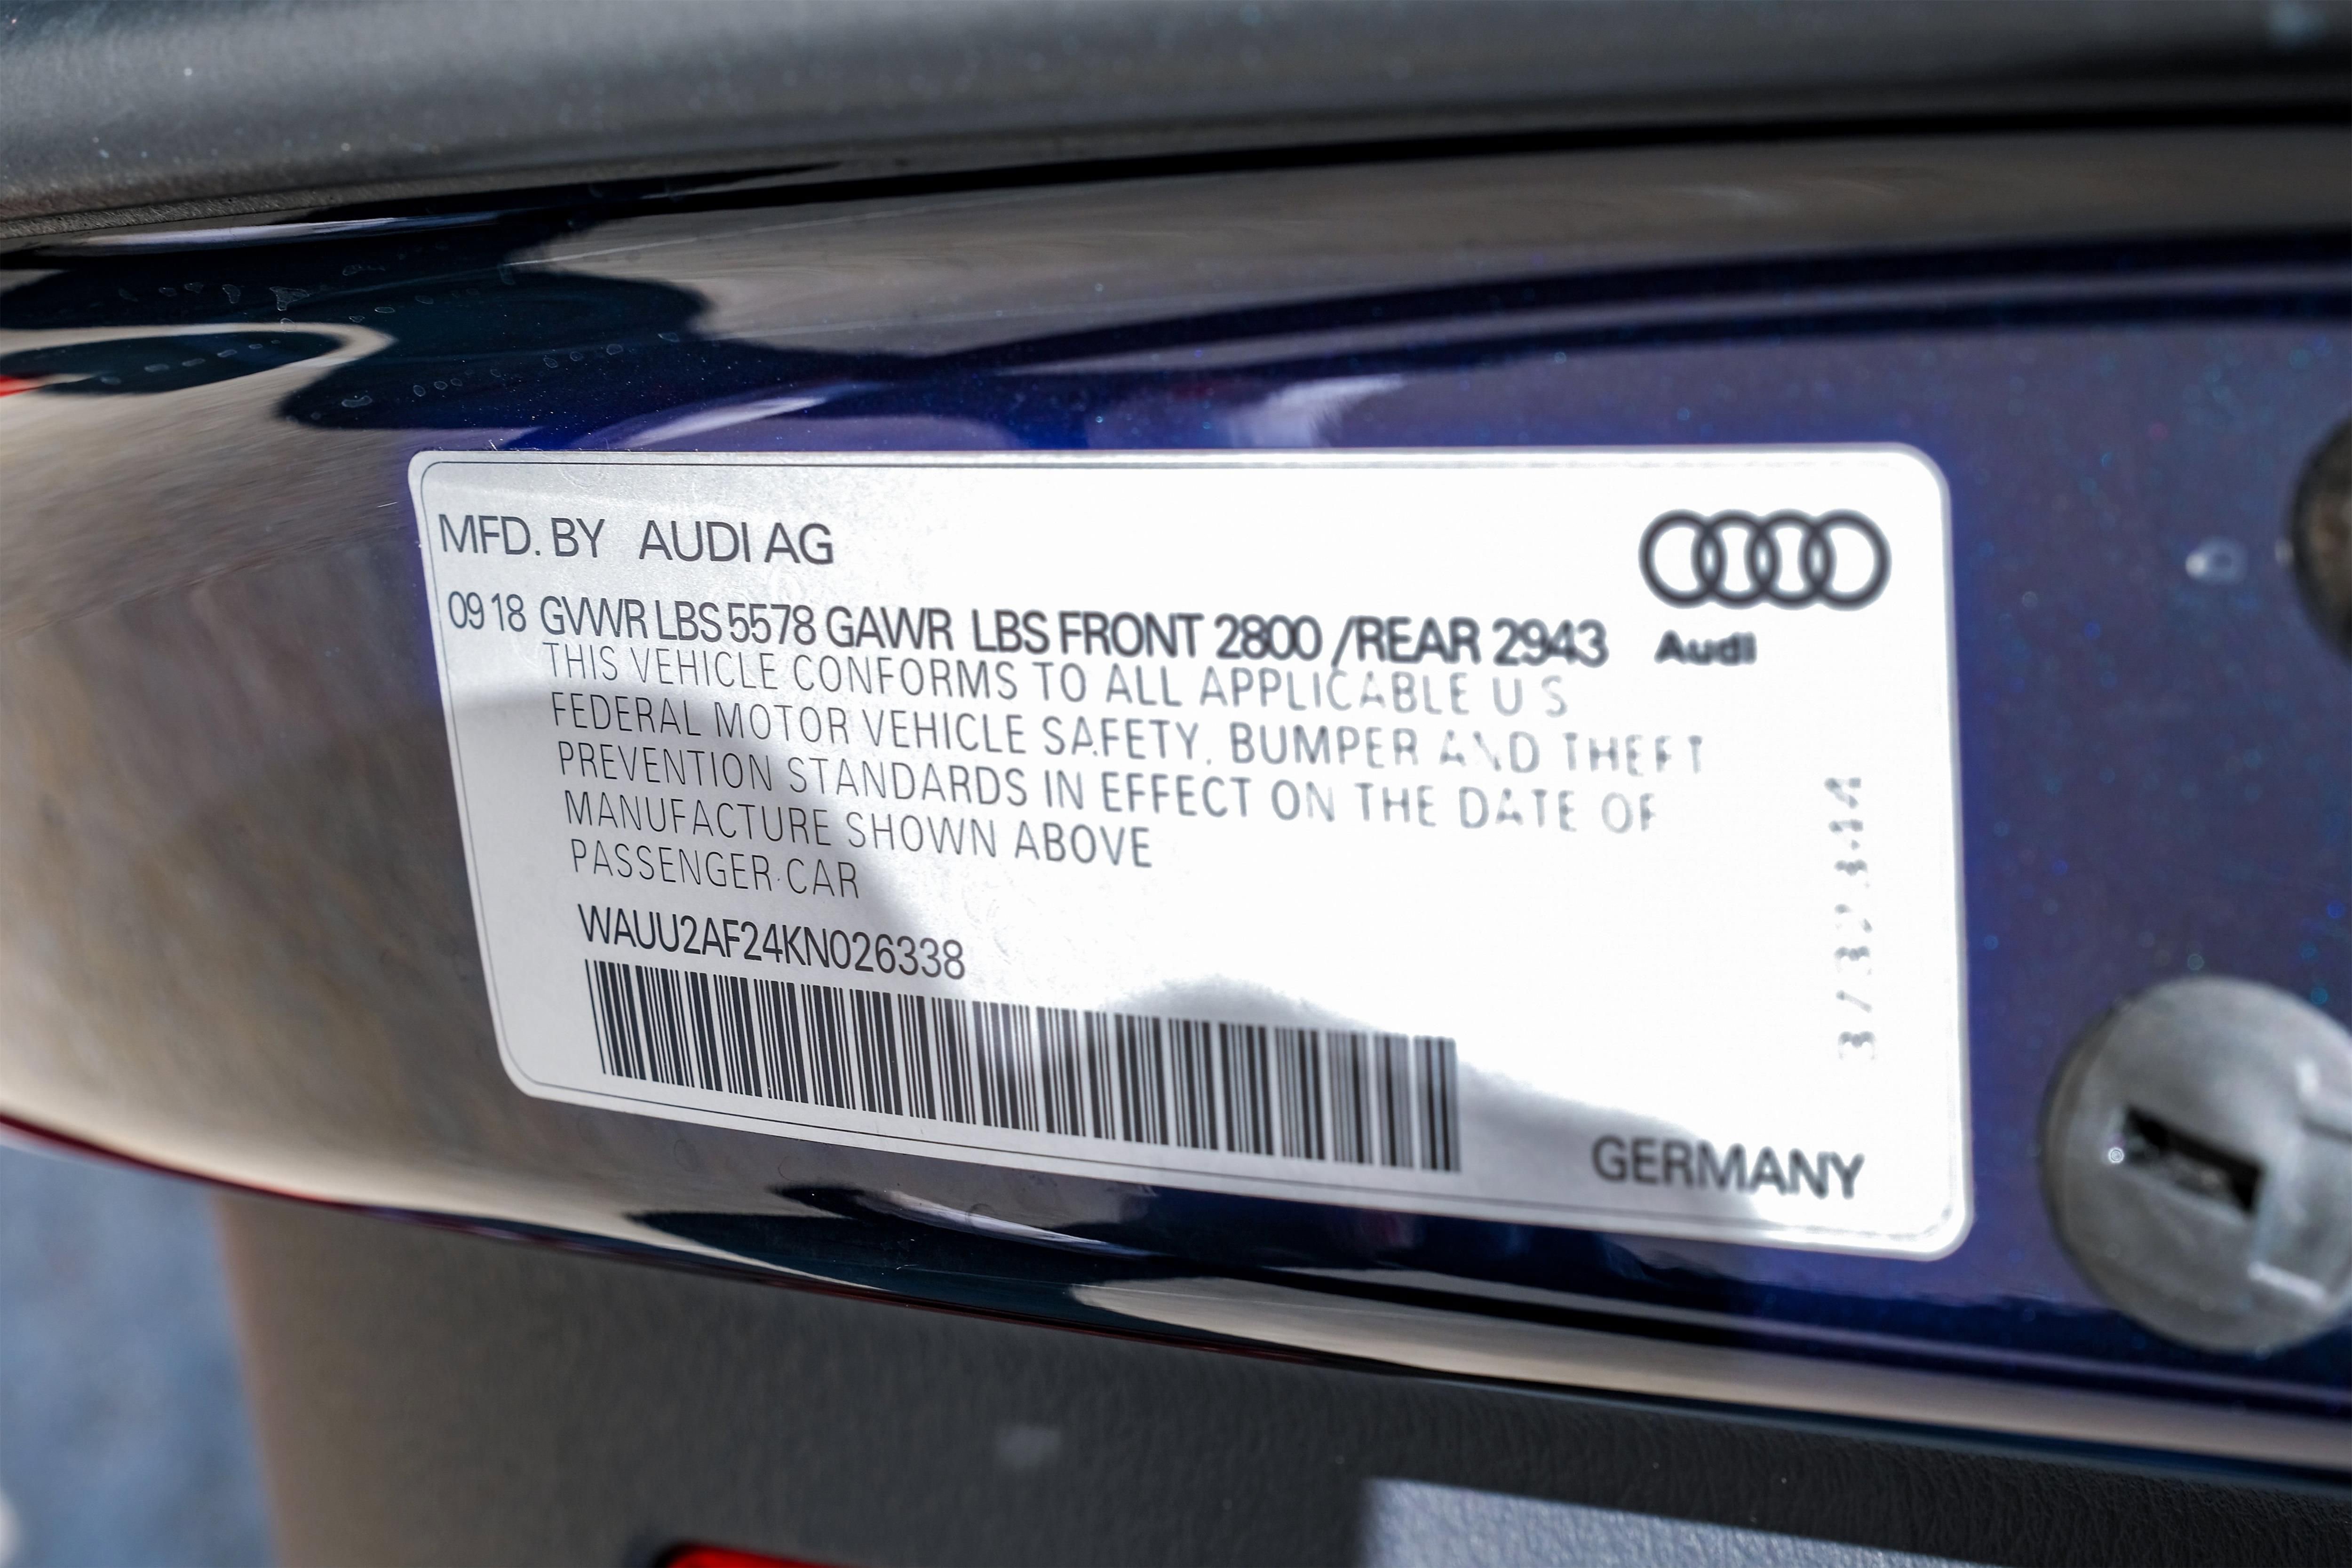 MFD. BY AUDI AG
09 18 GVWR LBS 5578 GAWR LBS FRONT 2800 /REAR 2943
Audi
THIS VEHICLE CONFORMS TO ALL APPLICABLE U S
FEDERAL MOTOR VEHICLE SAFETY, BUMPER AND THEFT
PREVENTION STANDARDS IN EFFECT ON THE DATE OF
MANUFACTURE SHOWN ABOVE
PASSENGER CAR
WAUU2AF24KN026338
GERMANY